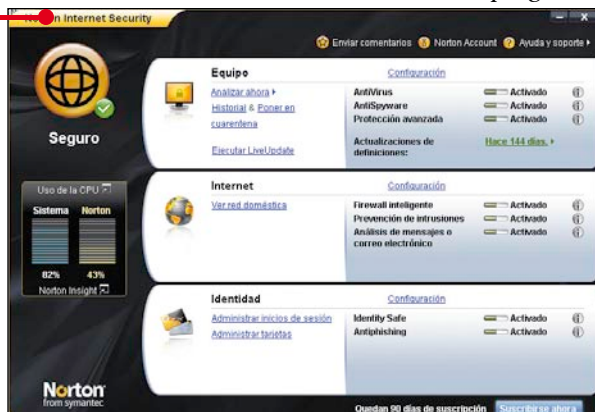 Norton Internet Security
Enviar comentarios Norton Account Ayuda y soporte
Seguro
Equipo Configuración
Analizar ahora
Historial & Poner en
cuarentena
Ejecutar LiveUpdate
AntiVirus Activado
AntiSpyware Activado
Protección avanzada Activado
Actualizaciones de Hace 144 días.
definiciones:
Uso de la CPU
Sistema Norton
82% 43%
Norton Insight
Internet Configuración
Ver red doméstica
Firewall inteligente Activado
Prevención de intrusiones Activado
Análisis de mensajes o Activado
correo electrónico
Identidad Configuración
Administrar inicios de sesión
Administrar tarjetas
Identity Safe Activado
Antiphishing Activado
Norton
from symantec
Quedan 90 días de suscripción Suscribirse ahora